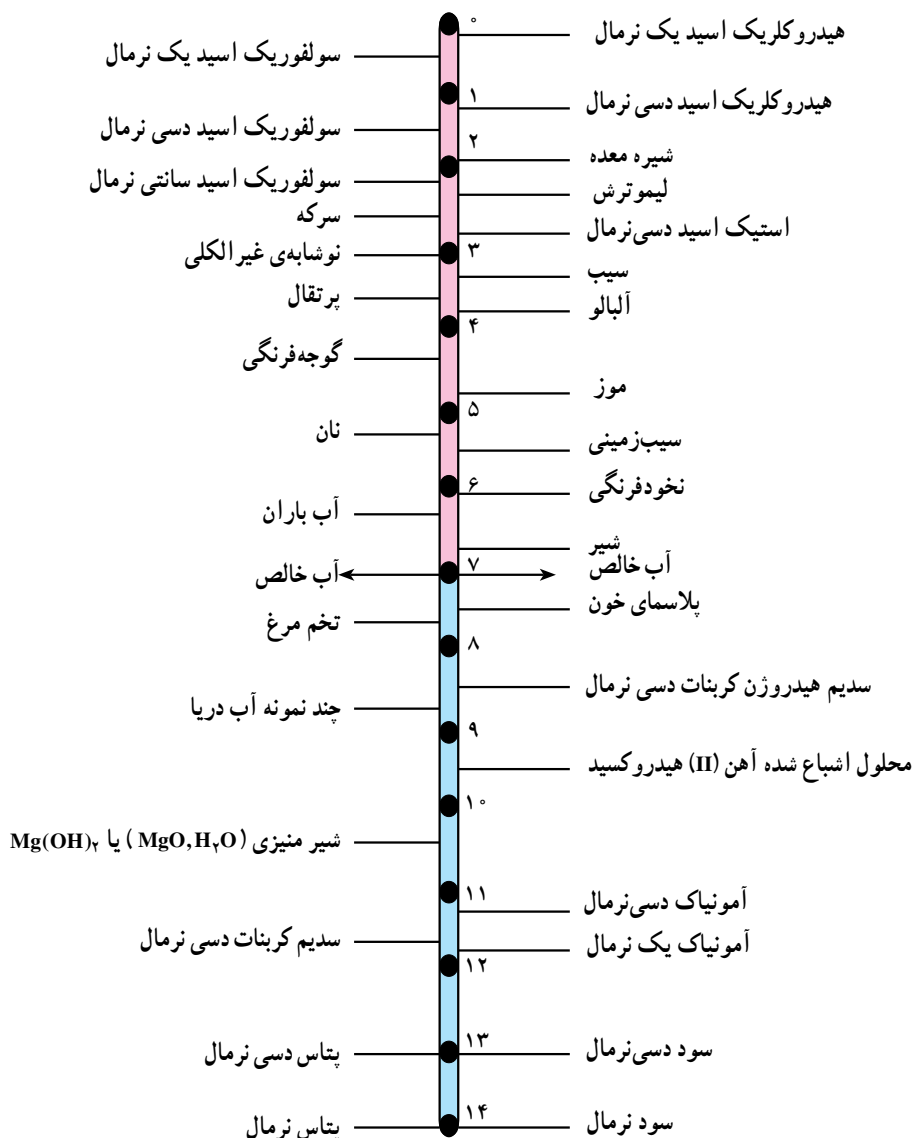 ۰
هیدروکلریک اسید یک نرمال
سولفوریک اسید یک نرمال
۱
هیدروکلریک اسید دسی نرمال
سولفوریک اسید دسی نرمال
۲
شیره معده
سولفوریک اسید سانتی نرمال
لیموترش
سرکه
استیک اسید دسی‌نرمال
۳
نوشابه‌ی غیرالکلی
سیب
پرتقال
آلبالو
۴
گوجه‌فرنگی
موز
۵
نان
سیب‌زمینی
۶
نخودفرنگی
آب باران
شیر
۷
آب خالص
آب خالص
پلاسمای خون
تخم مرغ
۸
سدیم هیدروژن کربنات دسی نرمال
چند نمونه آب دریا
۹
محلول اشباع شده آهن (II) هیدروکسید
۱۰
شیر منیزی (MgO,H۲O) یا Mg(OH)۲
۱۱
آمونیاک دسی‌نرمال
سدیم کربنات دسی نرمال
آمونیاک یک نرمال
۱۲
۱۳
سود دسی‌نرمال
پتاس دسی نرمال
۱۴
سود نرمال
پتاس نرمال